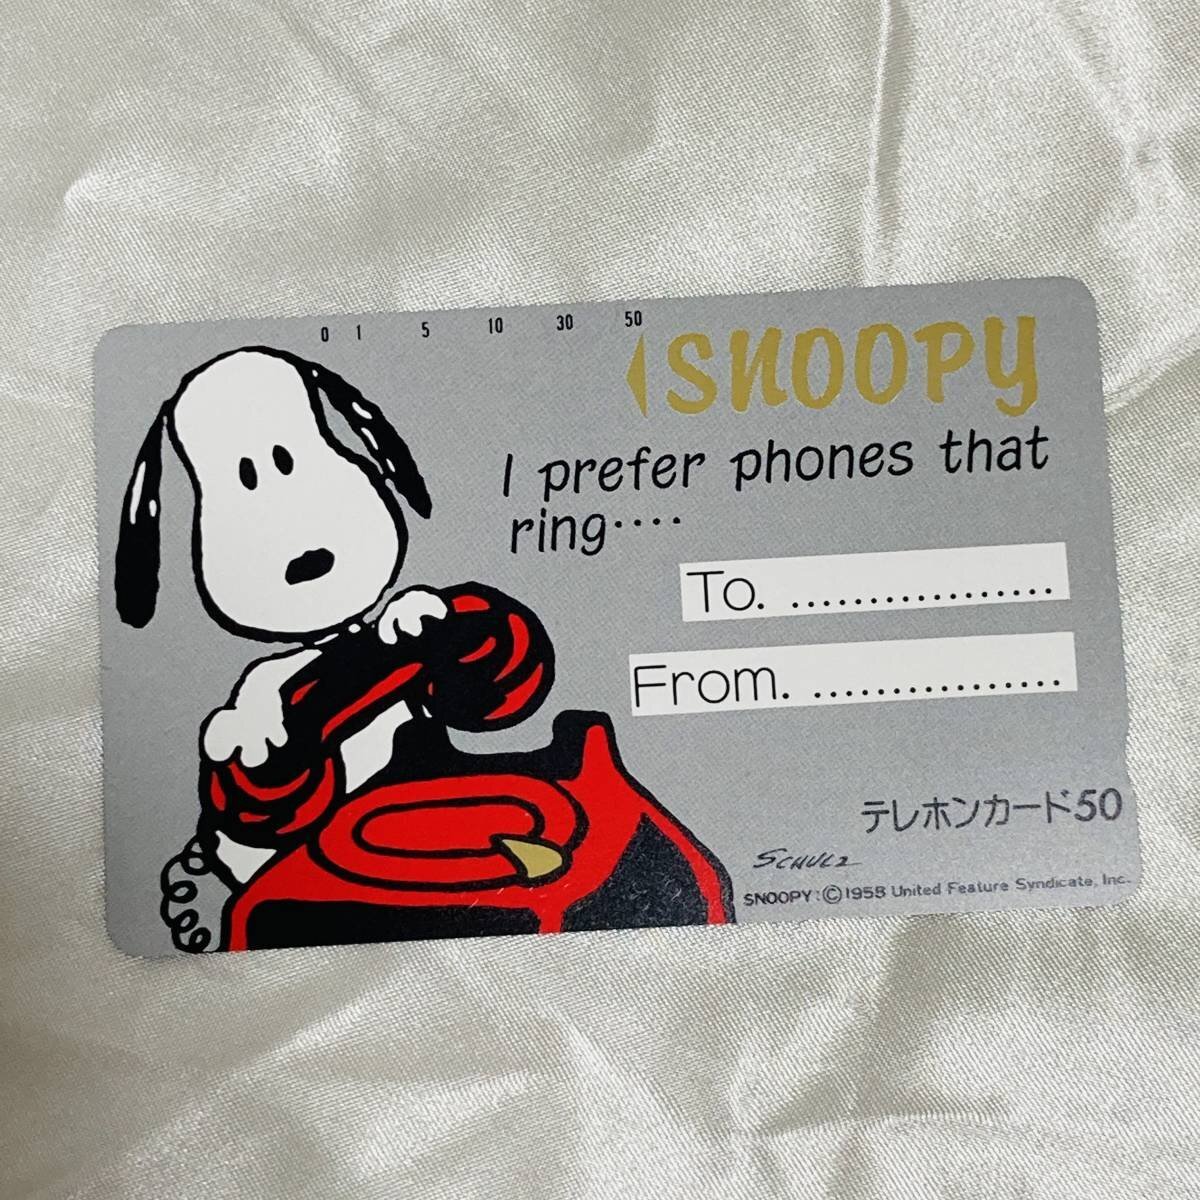 0 1 5 10 30 50
SNOOPY
I prefer phones that
ring····
To. .................
From. ................
テレホンカード50
SCHULZ
SNOOPY:©1958 United Feature Syndicate, Inc.